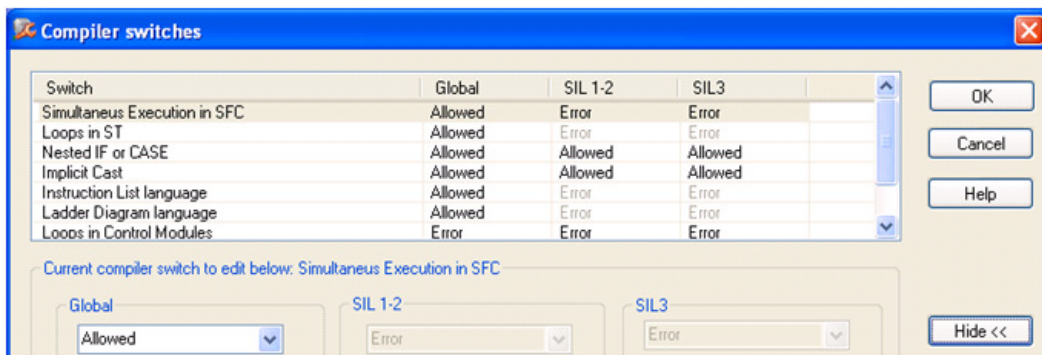 Compiler switches
Switch Global SIL 1-2 SIL3
Simultaneus Execution in SFC Allowed Error Error
Loops in ST Allowed Error Error
Nested IF or CASE Allowed Allowed Allowed
Implicit Cast Allowed Allowed Allowed
Instruction List language Allowed Error Error
Ladder Diagram language Allowed Error Error
Loops in Control Modules Error Error Error
OK
Cancel
Help
Current compiler switch to edit below: Simultaneus Execution in SFC
Global SIL 1-2 SIL3
Allowed Error Error
Hide <<